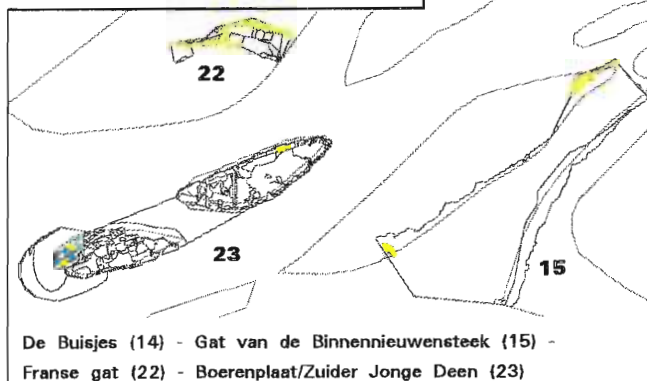 22
23
15
De Buisjes (14) - Gat van de Binnennieuwensteek (15) -
Franse gat (22) - Boerenplaat/Zuider Jonge Deen (23)